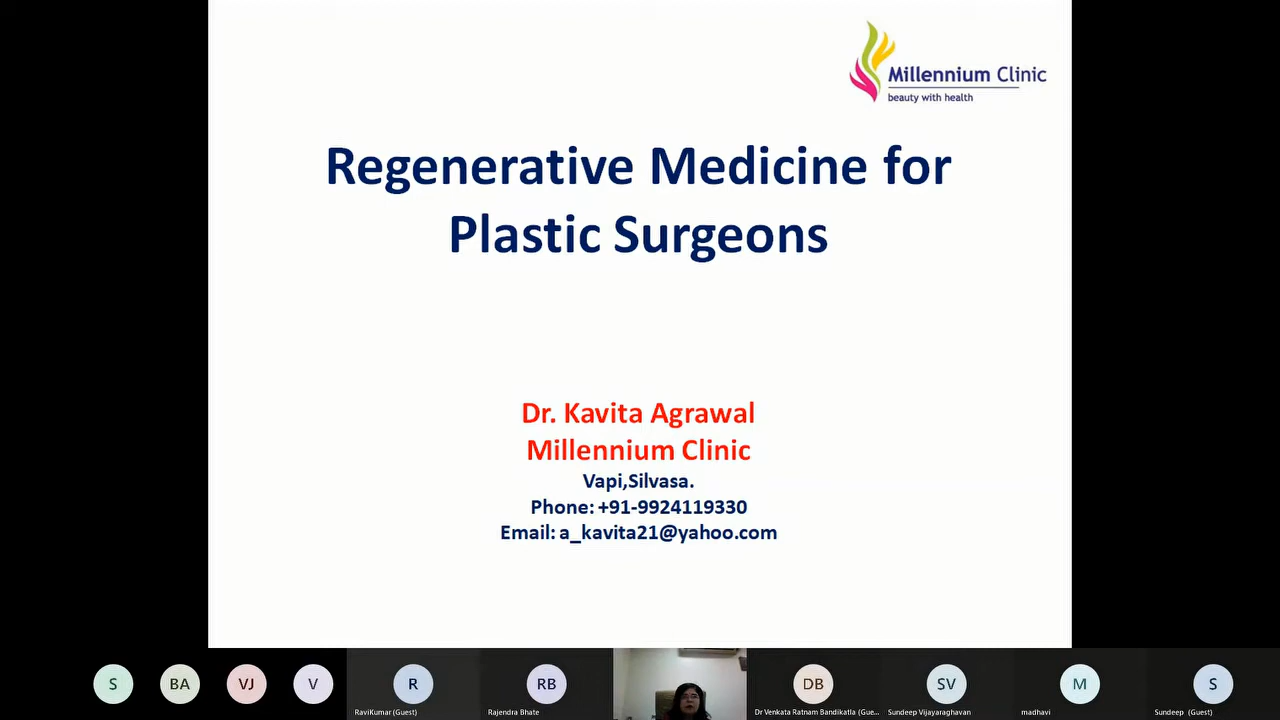 Millennium Clinic
beauty with health
Regenerative Medicine for
Plastic Surgeons
Dr. Kavita Agrawal
Millennium Clinic
Vapi,Silvasa.
Phone: +91-9924119330
Email: a_kavita21@yahoo.com
S
BA
VJ
V
R
RB
DB
SV
M
S
RaviKumar (Guest)
Rajendra Bhate
Dr Venkata Ratnam Bandikatla (Gue...
Sundeep Vijayaraghavan
madhavi
Sundeep (Guest)